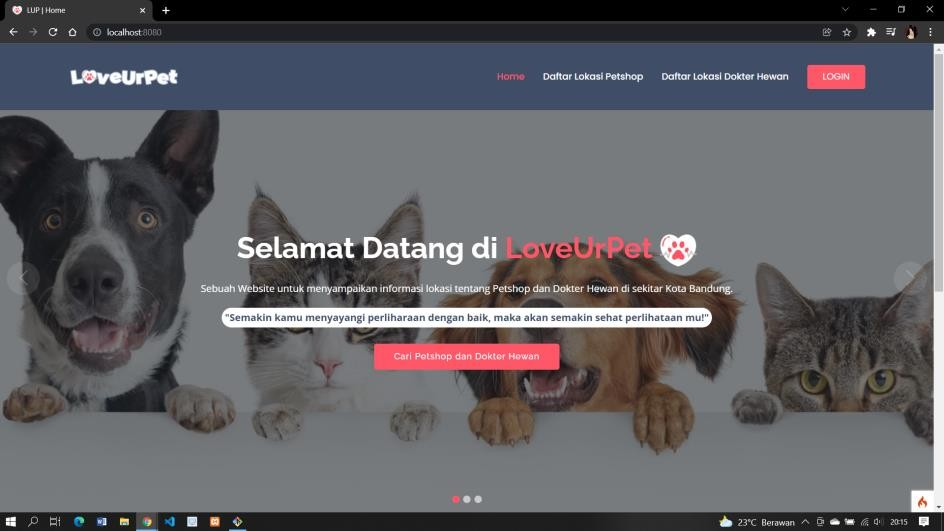 LUP | Home
localhost:8080
LoveUrPet
Home
Daftar Lokasi Petshop
Daftar Lokasi Dokter Hewan
LOGIN
Selamat Datang di LoveUrPet
Sebuah Website untuk menyampaikan informasi lokasi tentang Petshop dan Dokter Hewan di sekitar Kota Bandung.
"Semakin kamu menyayangi perliharaan dengan baik, maka akan semakin sehat perlihataan mu!"
Cari Petshop dan Dokter Hewan
23°C Berawan
20:15